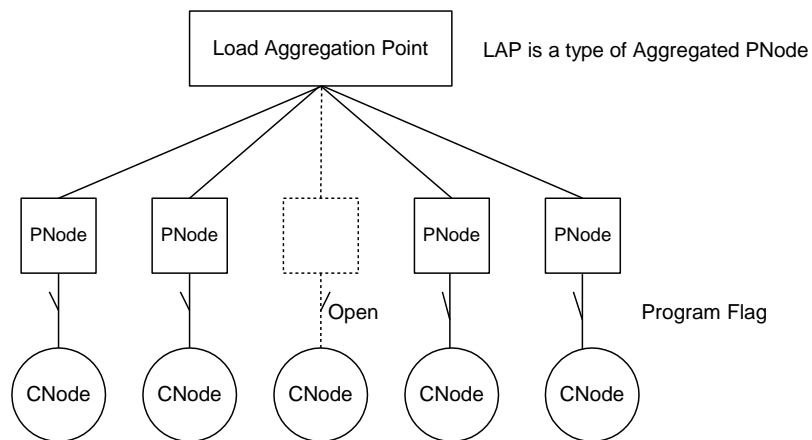 Load Aggregation Point
LAP is a type of Aggregated PNode
PNode
PNode
PNode
PNode
Open
Program Flag
CNode
CNode
CNode
CNode
CNode